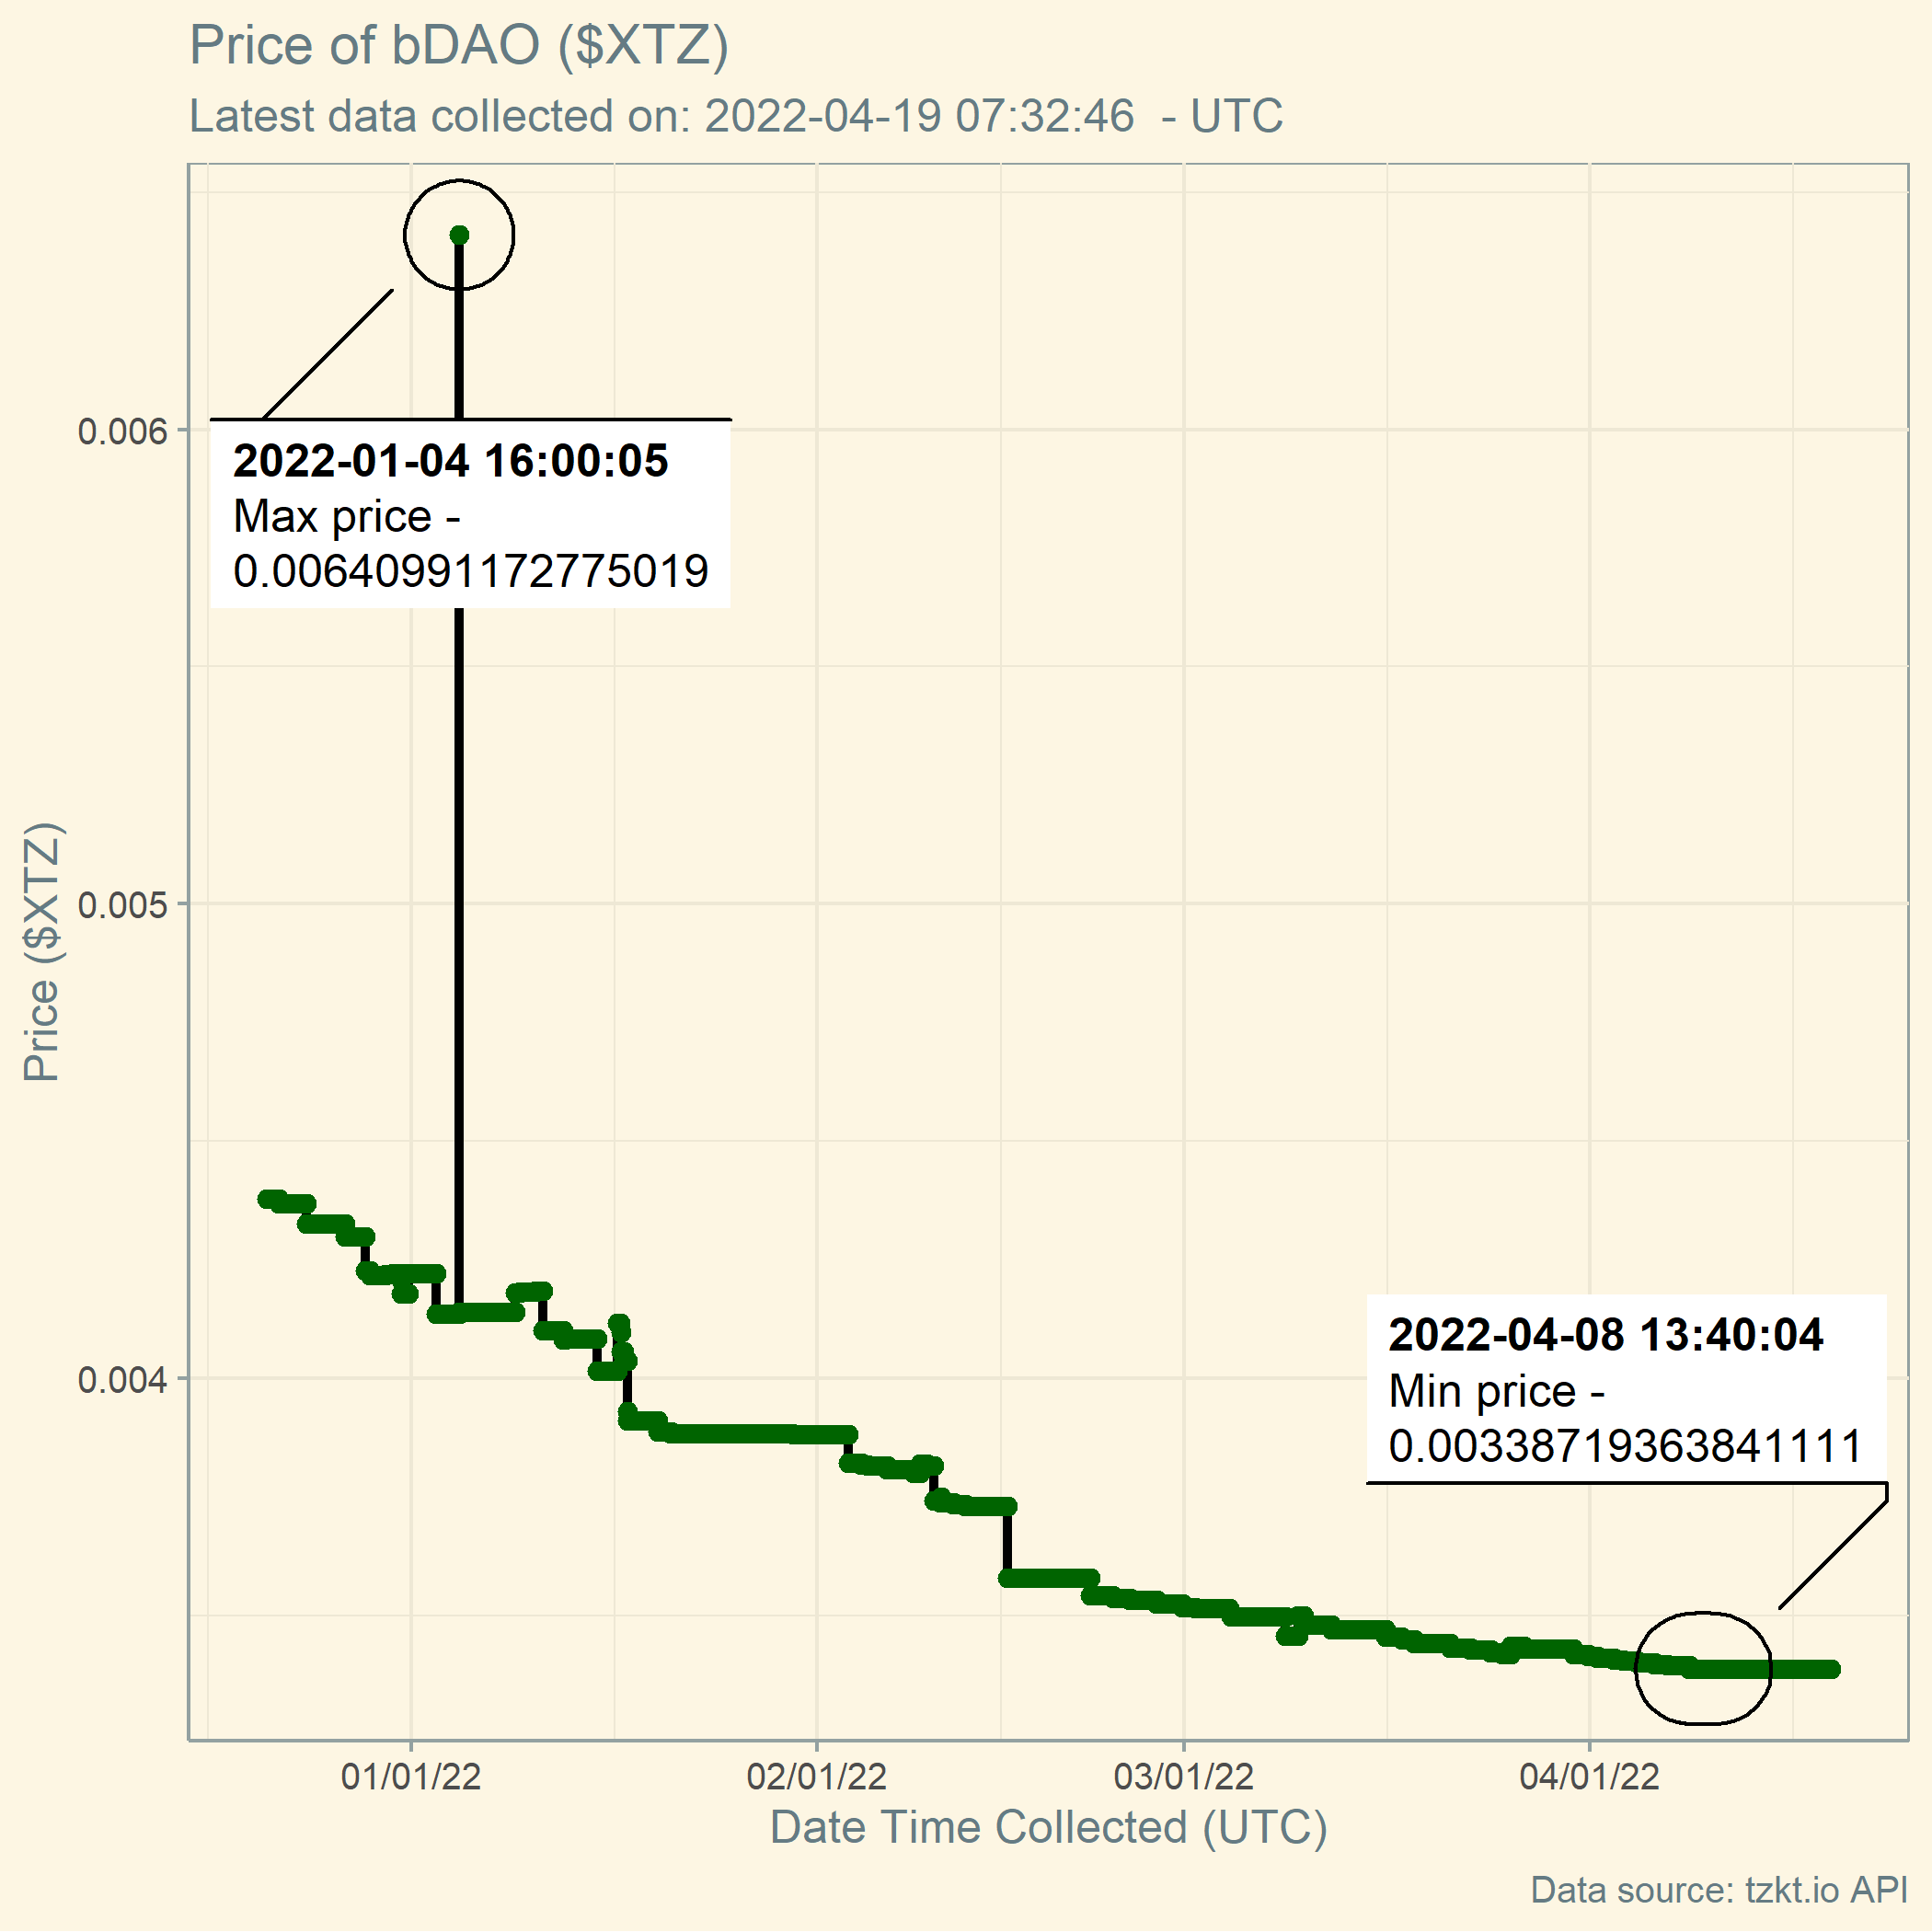 Price of bDAO ($XTZ)
Latest data collected on: 2022-04-19 07:32:46  - UTC
2022-01-04 16:00:05
Max price -
0.00640991172775019
2022-04-08 13:40:04
Min price -
0.00338719363841111
Price ($XTZ)
0.006
0.005
0.004
01/01/22
02/01/22
03/01/22
04/01/22
Date Time Collected (UTC)
Data source: tzkt.io API